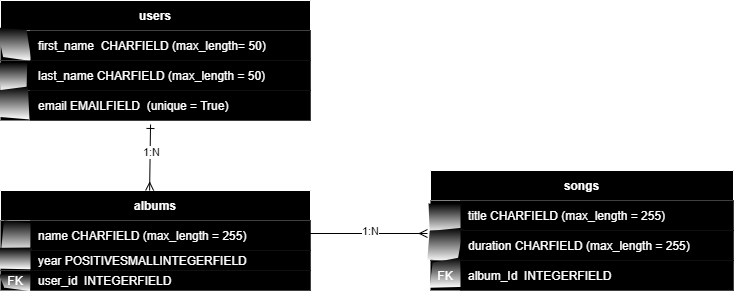 users
first_name CHARFIELD (max_length= 50)
last_name CHARFIELD (max_length = 50)
email EMAILFIELD (unique = True)
1:N
albums
name CHARFIELD (max_length = 255)
year POSITIVESMALLINTEGERFIELD
FK user_id INTEGERFIELD
1:N
songs
title CHARFIELD (max_length = 255)
duration CHARFIELD (max_length = 255)
FK album_Id INTEGERFIELD